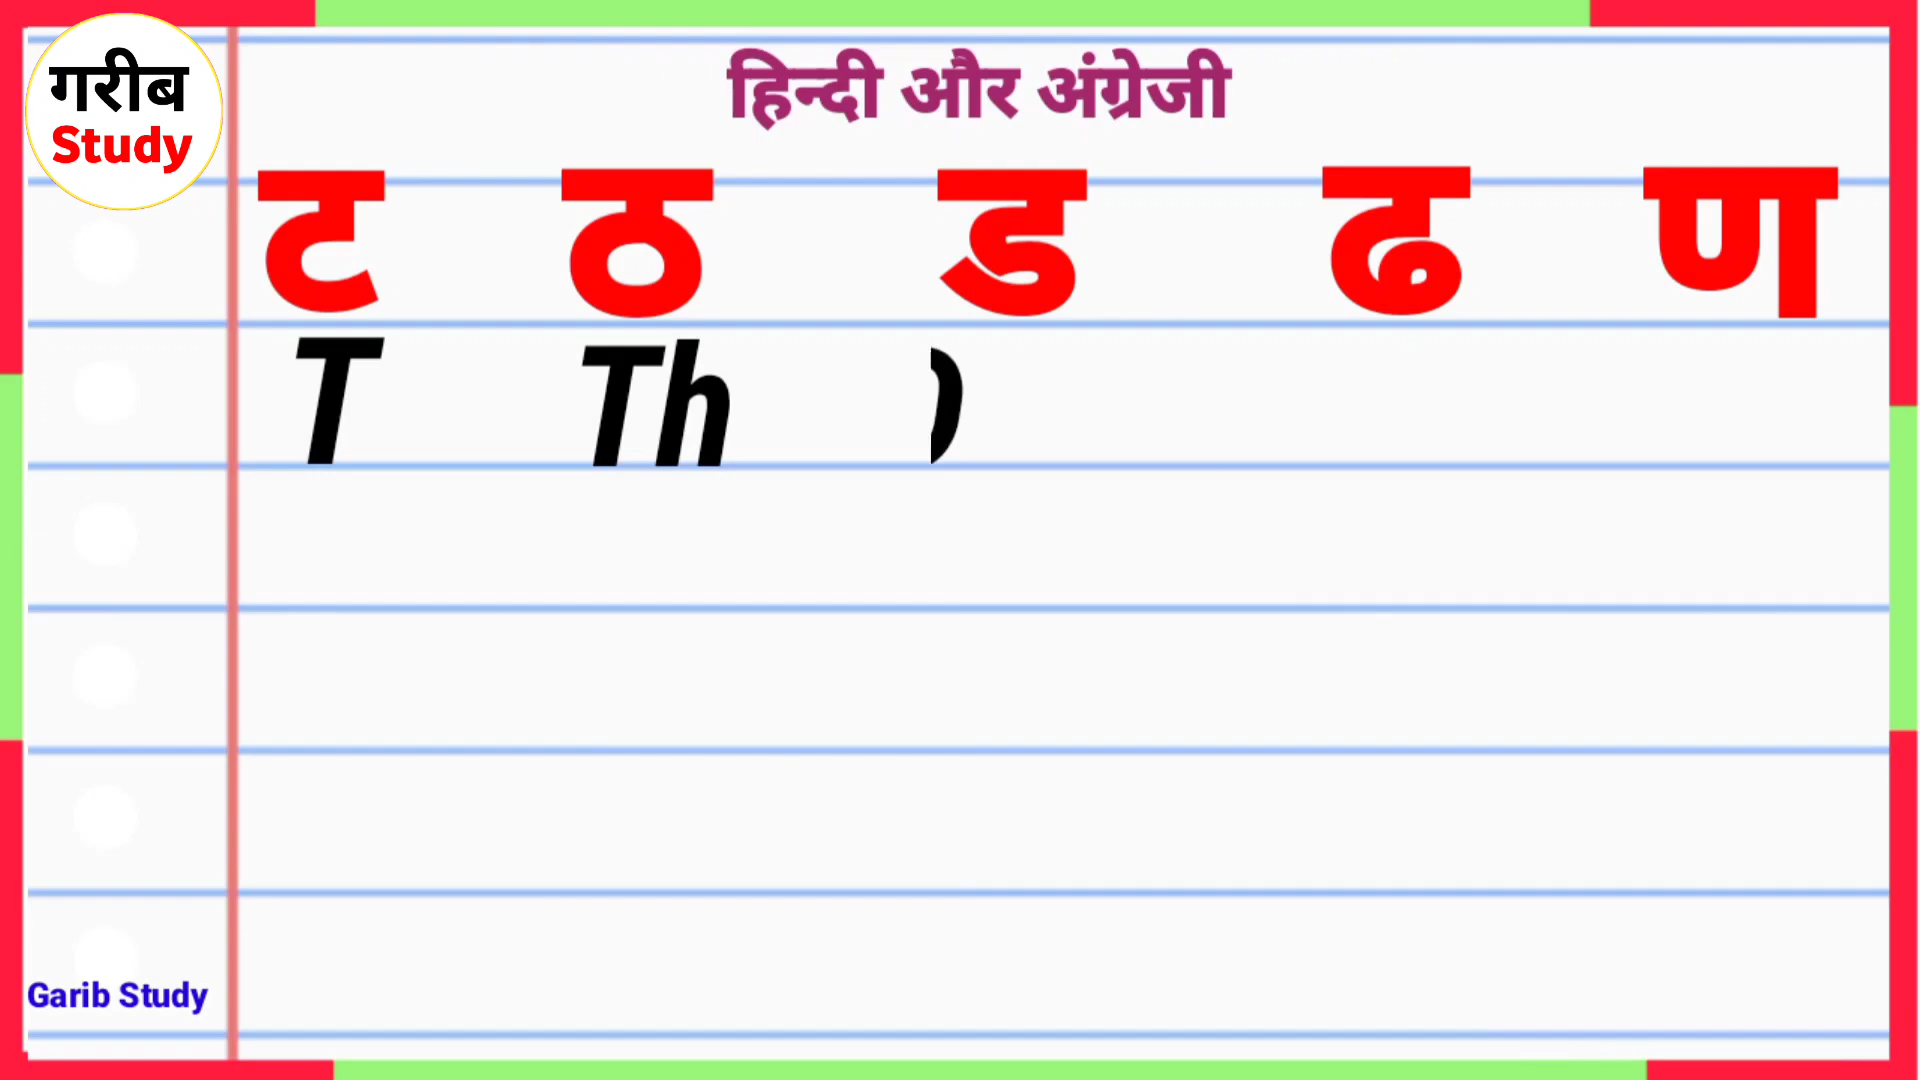 गरीब
Study
हिन्दी और अंग्रेजी
ट ठ ड ढ ण
T Th
Garib Study